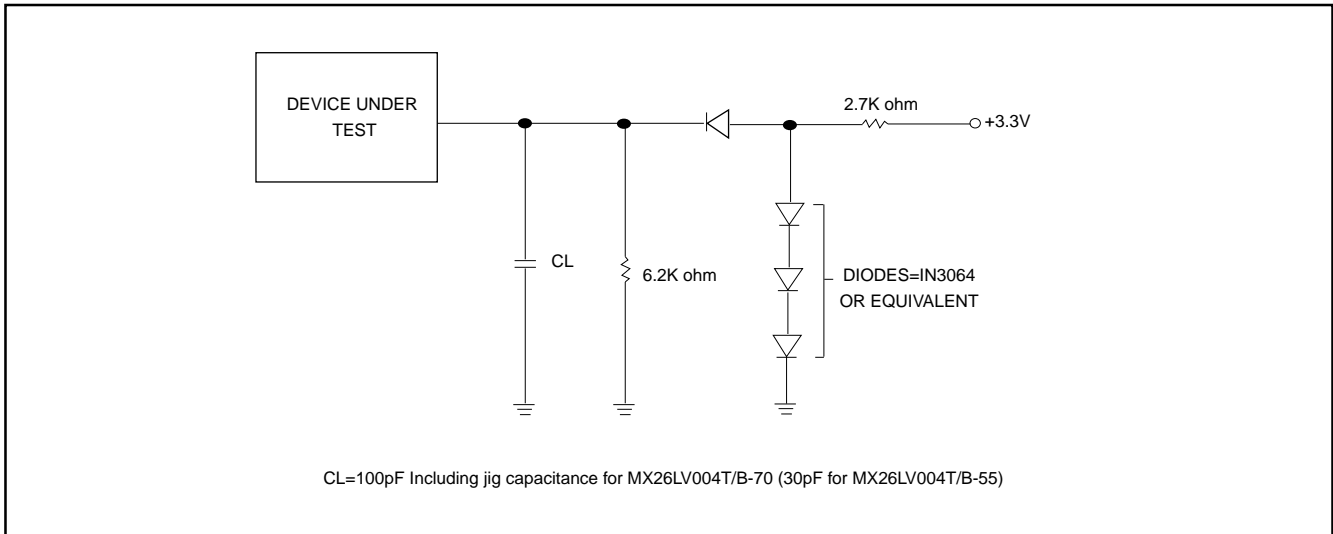 DEVICE UNDER
TEST
2.7K ohm
+3.3V
CL
6.2K ohm
DIODES=IN3064
OR EQUIVALENT
CL=100pF Including jig capacitance for MX26LV004T/B-70 (30pF for MX26LV004T/B-55)